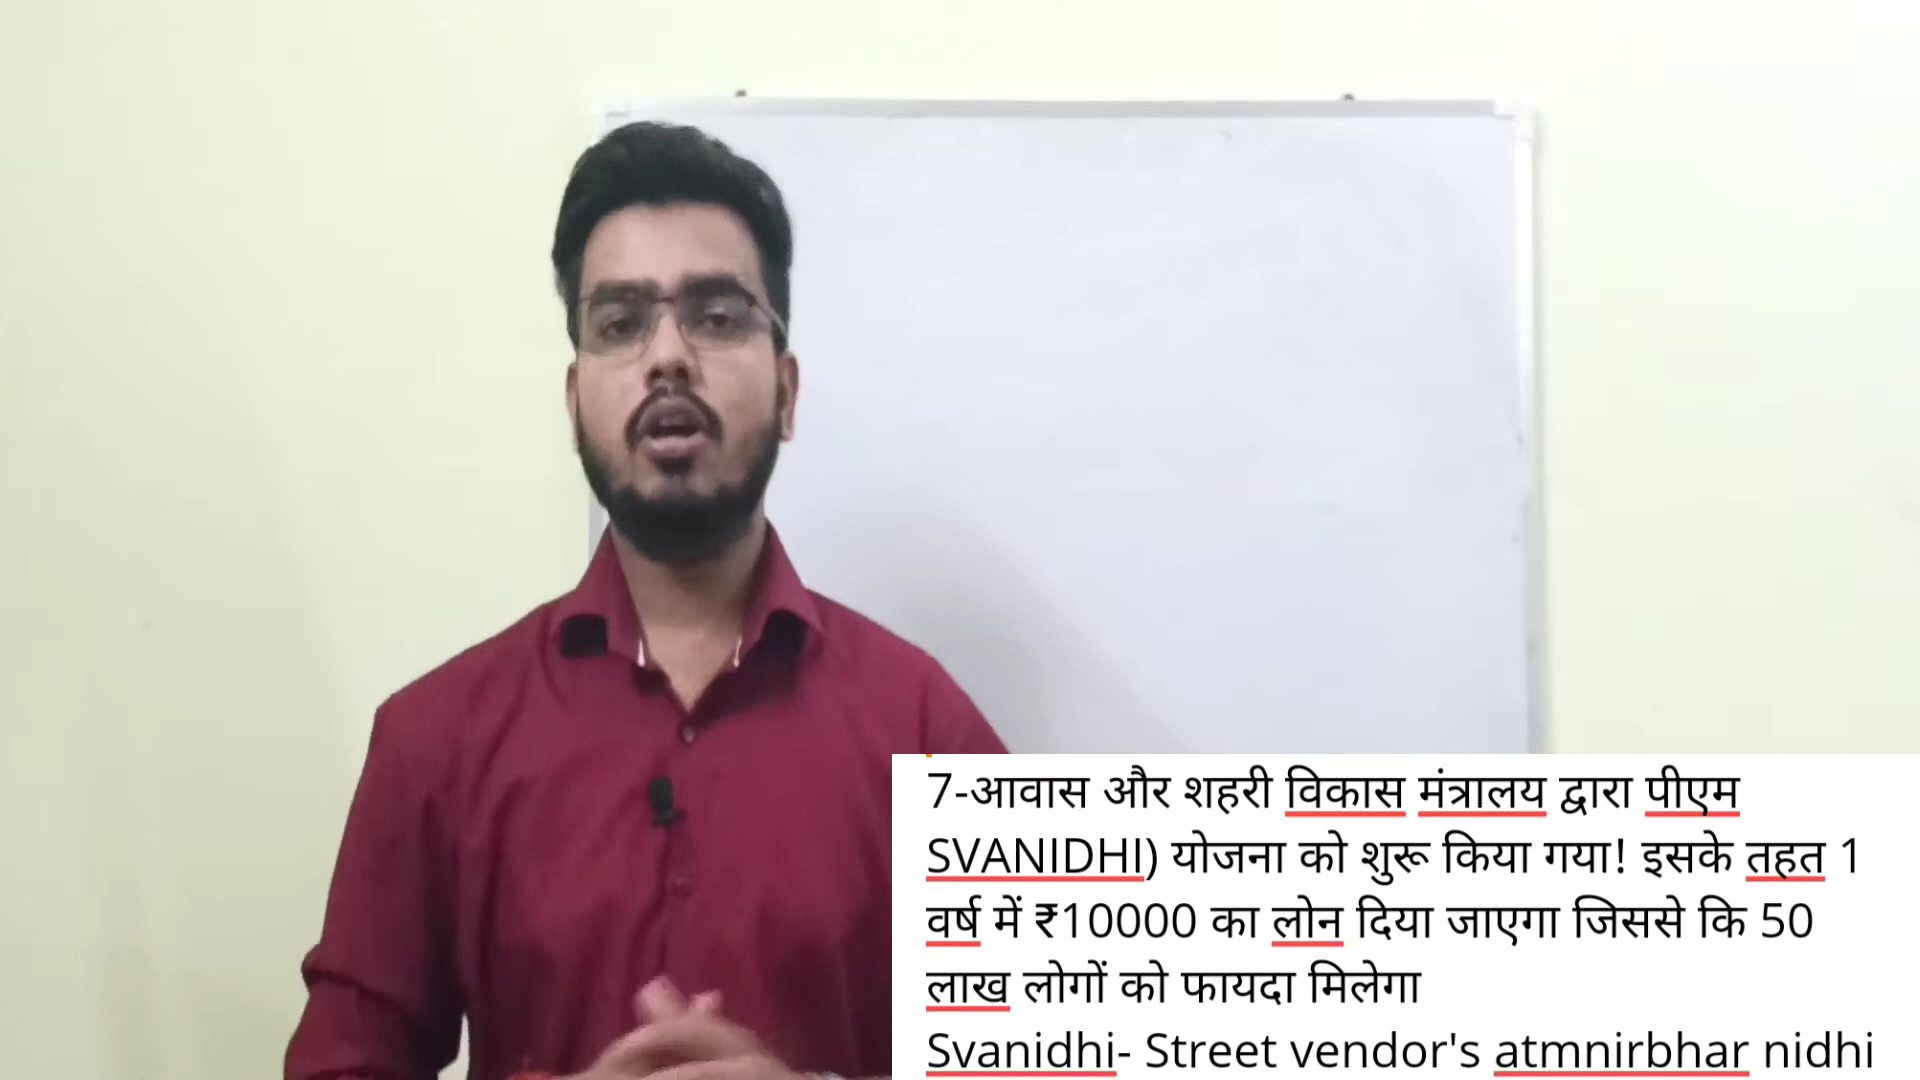 7-आवास और शहरी विकास मंत्रालय द्वारा पीएम
SVANIDHI) योजना को शुरू किया गया! इसके तहत 1
वर्ष में ₹10000 का लोन दिया जाएगा जिससे कि 50
लाख लोगों को फायदा मिलेगा
Svanidhi- Street vendor's atmnirbhar nidhi